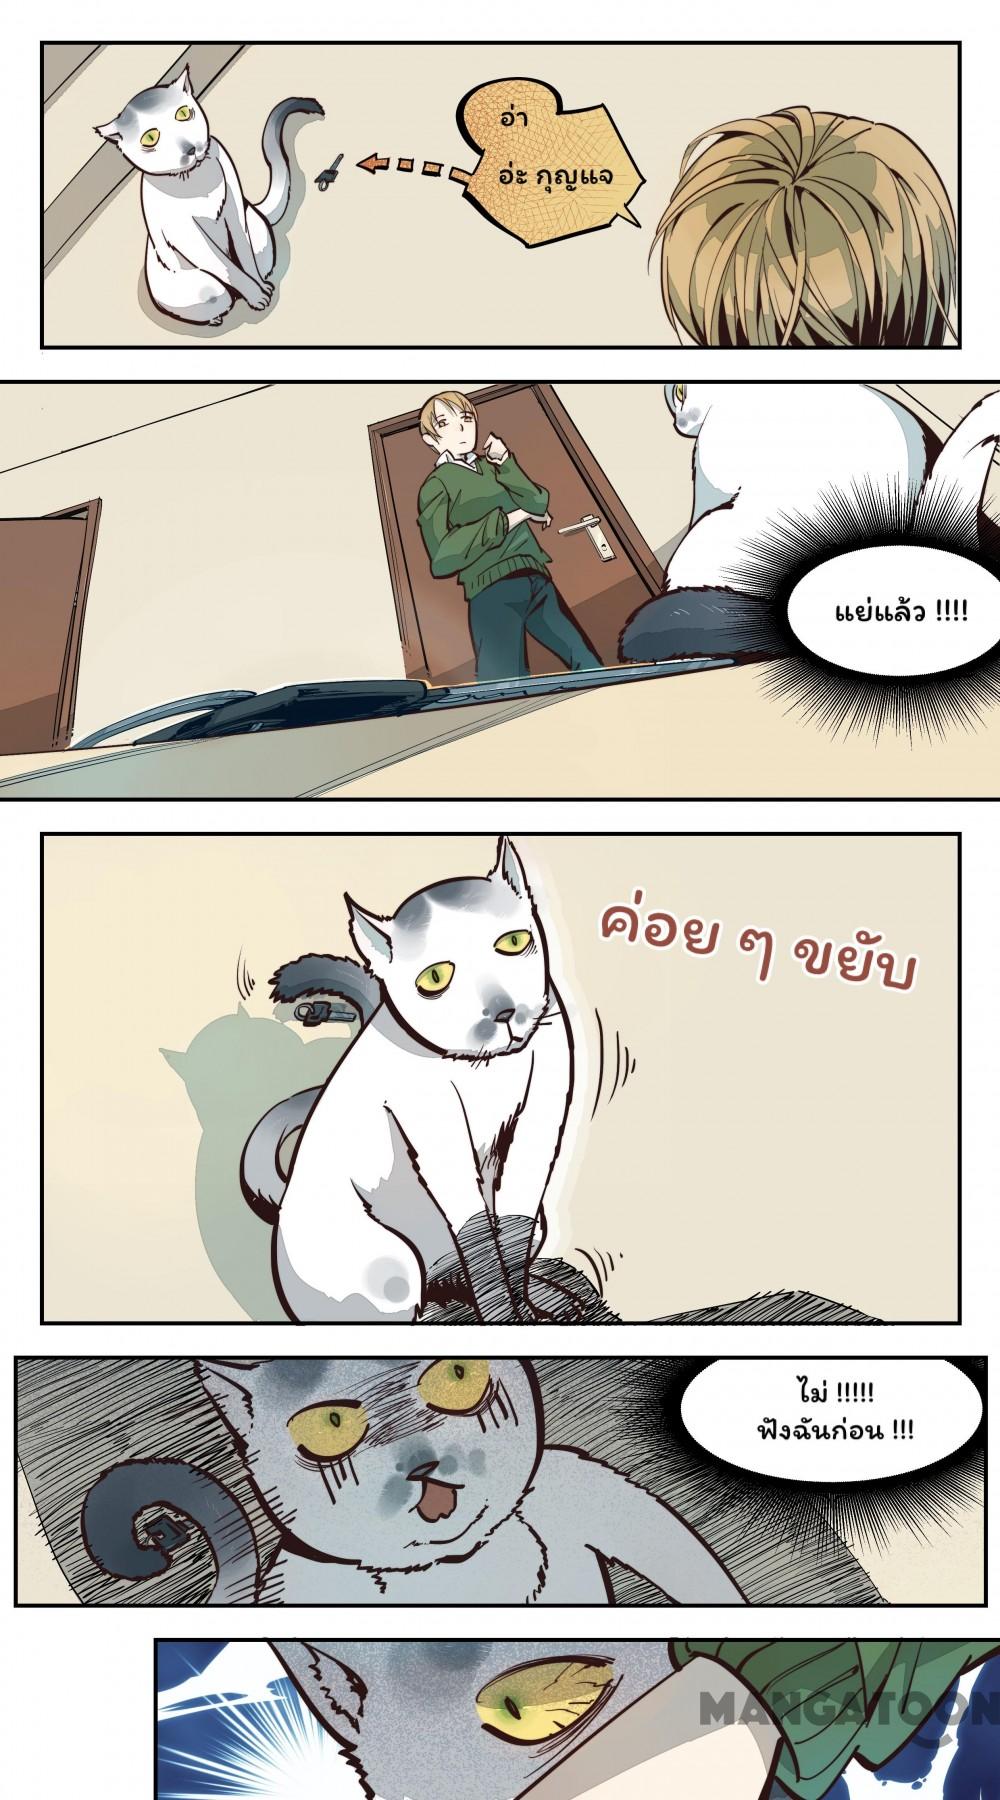 อ่า
อ่ะ กุญแจ
แย่แล้ว !!!!
ค่อย ๆ ขยับ
ไม่ !!!!!
ฟังฉันก่อน !!!
MANGATOON